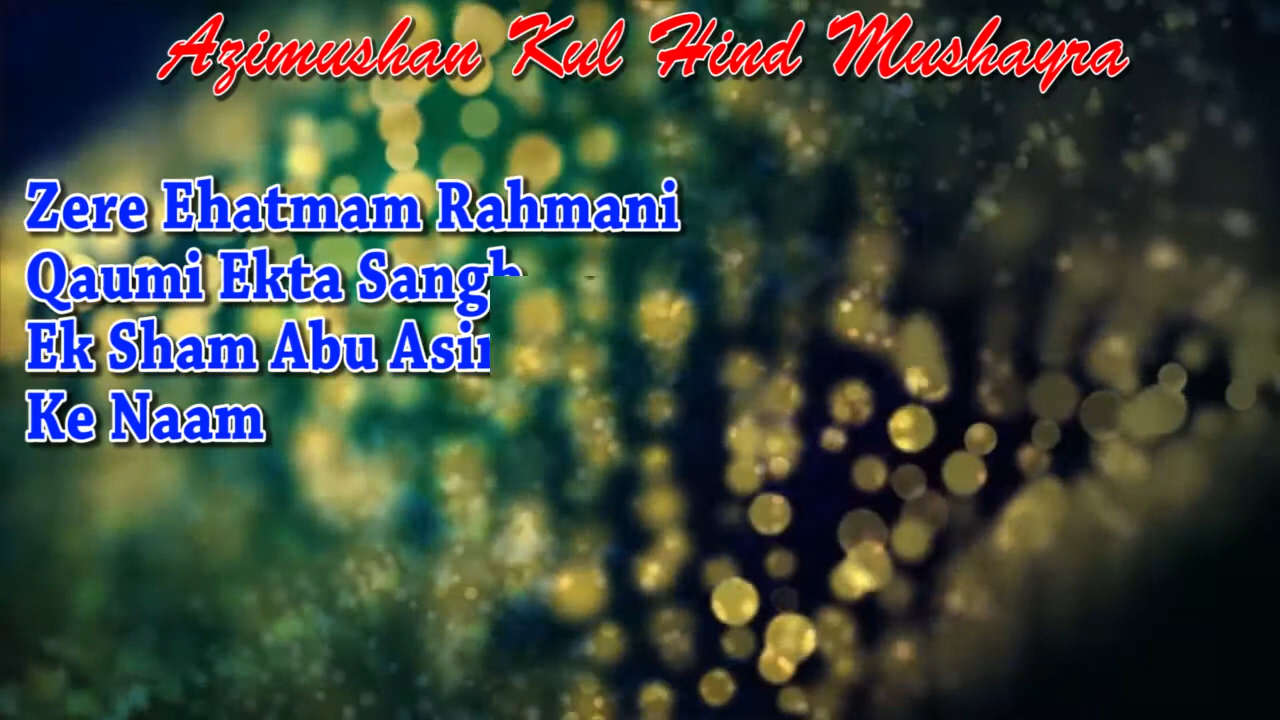 Azimushan Kul Hind Mushayra
Zere Ehatmam Rahmani
Qaumi Ekta Sangh
Ek Sham Abu
Ke Naam